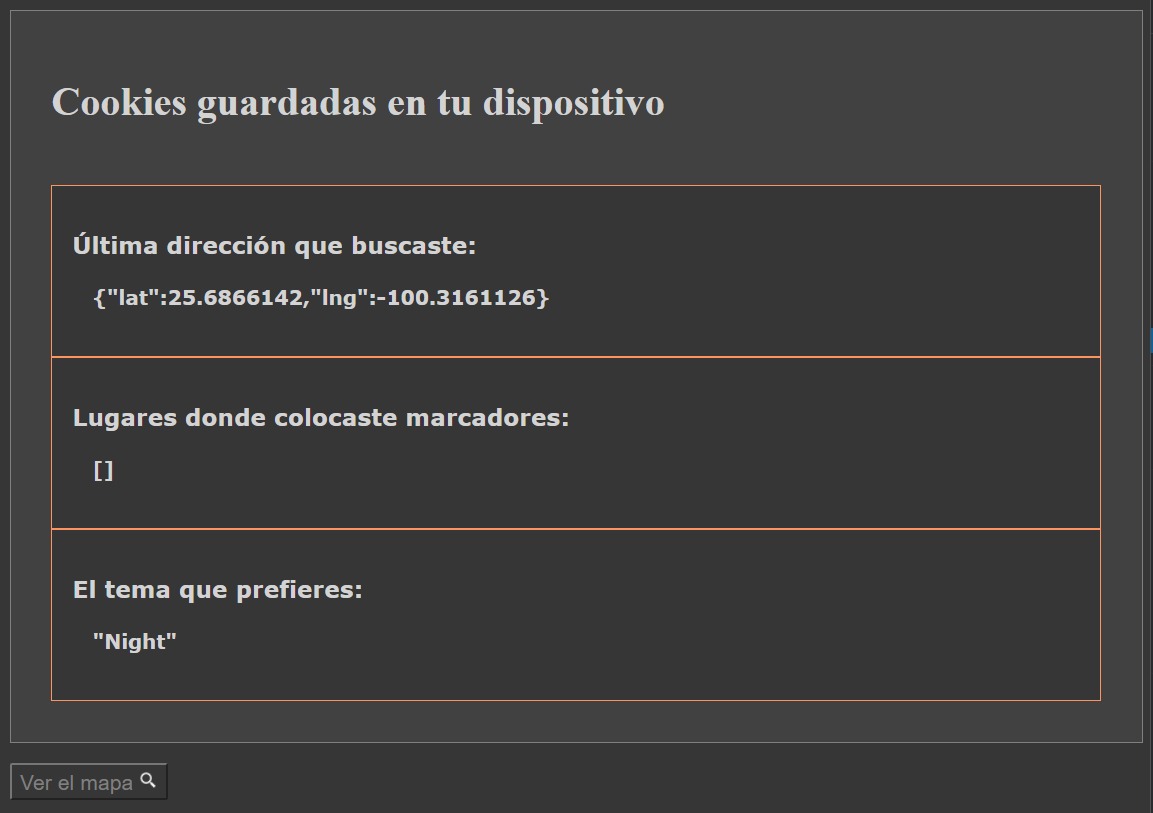 Cookies guardadas en tu dispositivo
Última dirección que buscaste:
{"lat":25.6866142,"lng":-100.3161126}
Lugares donde colocaste marcadores:
[]
El tema que prefieres:
"Night"
Ver el mapa